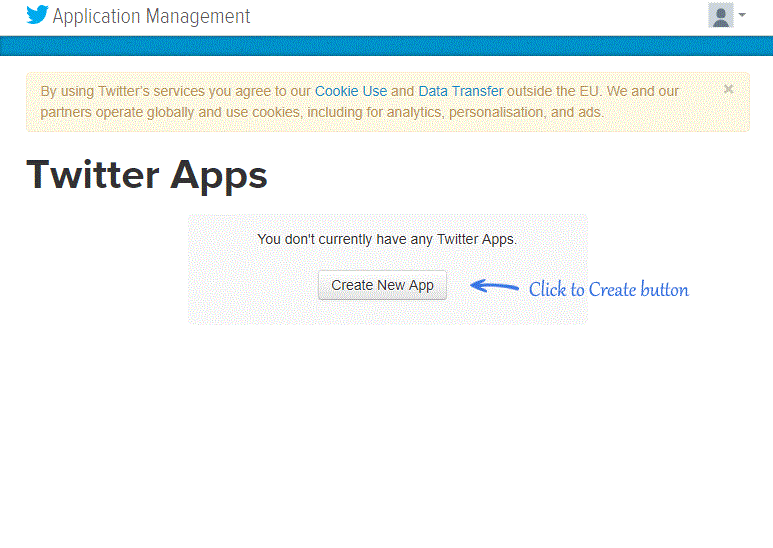 Application Management
By using Twitter's services you agree to our Cookie Use and Data Transfer outside the EU. We and our
partners operate globally and use cookies, including for analytics, personalisation, and ads.
×
Twitter Apps
You don't currently have any Twitter Apps.
Create New App
Click to Create button